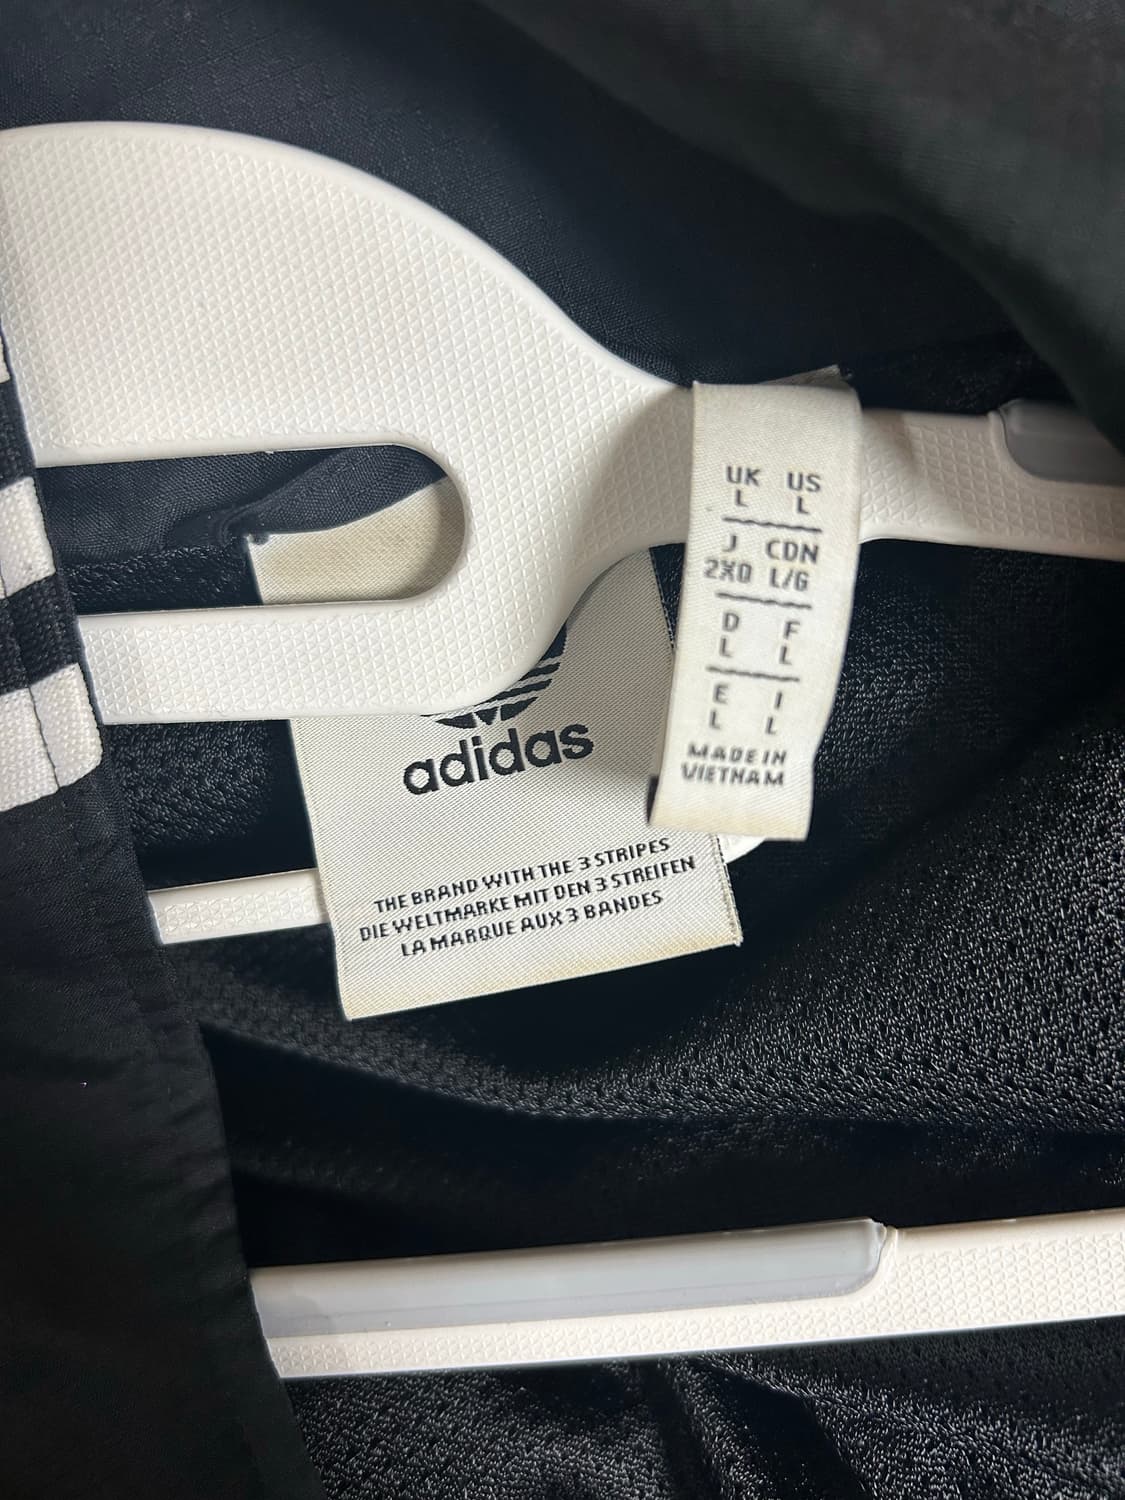 UK US
L L
J CDN
2XO L/G
D F
L L
E I
L L
MADE IN
VIETNAM
adidas
THE BRAND WITH THE 3 STRIPES
DIE WELTMARKE MIT DEN 3 STREIFEN
LA MARQUE AUX 3 BANDES